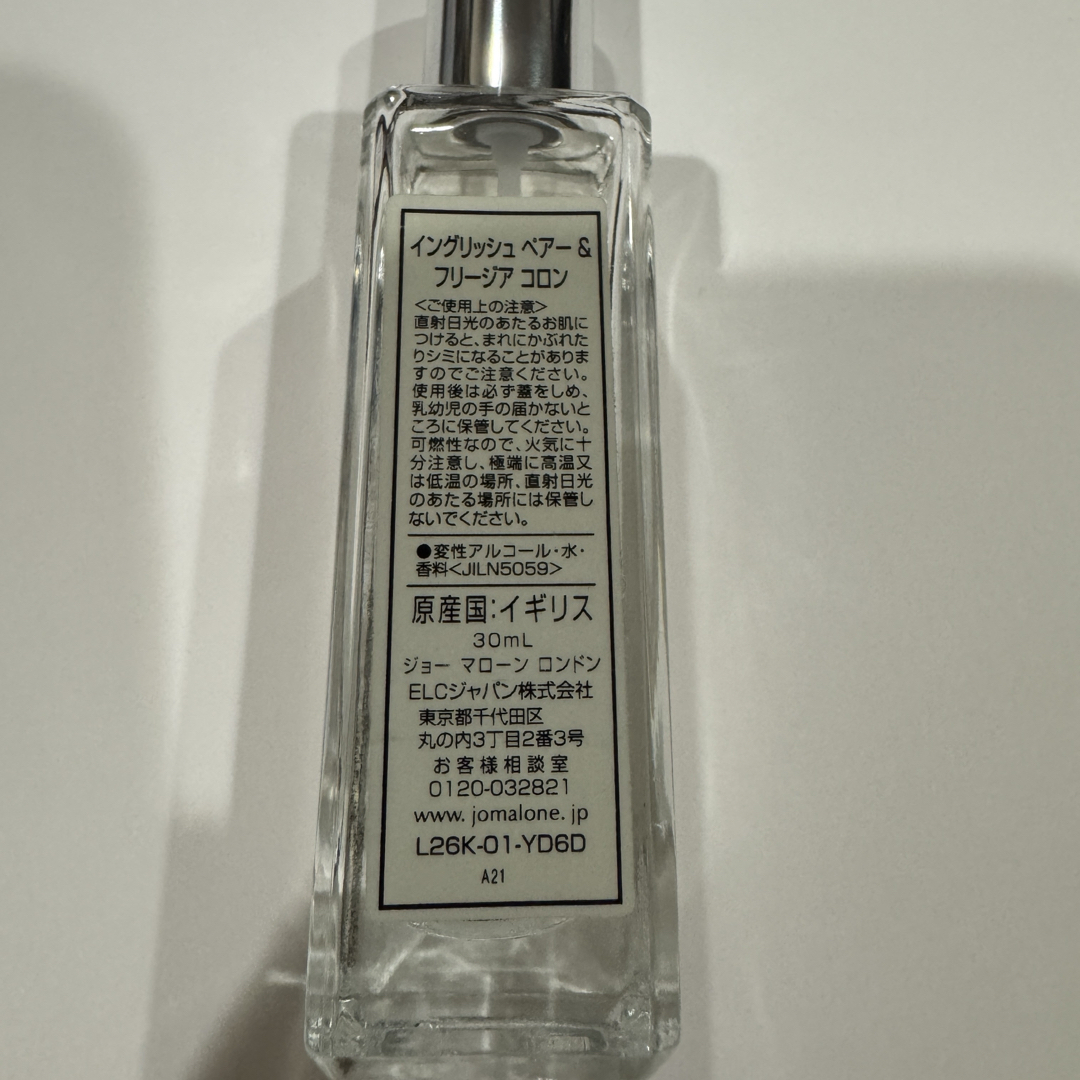 イングリッシュ ペアー &
フリージア コロン
<ご使用上の注意>
直射日光のあたるお肌に
つけると、まれにかぶれた
りシミになることがありま
すのでご注意ください。
使用後は必ず蓋をしめ、
乳幼児の手の届かないと
ころに保管してください。
可燃性なので、火気に十
分注意し、極端に高温又
は低温の場所、直射日光
のあたる場所には保管し
ないでください。
●変性アルコール・水・
香料<JILN5059>
原産国:イギリス
30mL
ジョー マローン ロンドン
ELCジャパン株式会社
東京都千代田区
丸の内3丁目2番3号
お客様相談室
0120-032821
www.jomalone.jp
L26K-01-YD6D
A21